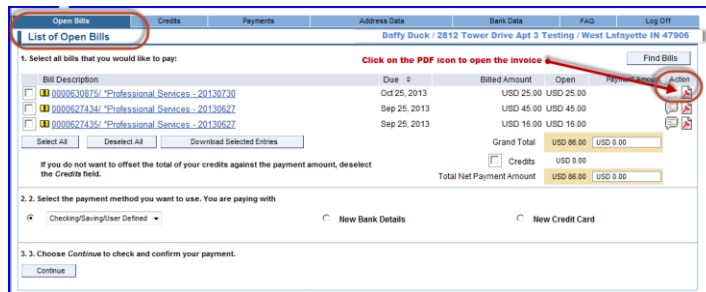 Open Bills Credits Payments Address Data Bank Data FAQ Log Off
List of Open Bills Daffy Duck / 2812 Tower Drive Apt 3 Testing / West Lafayette IN 47906
1. Select all bills that you would like to pay: Click on the PDF icon to open the invoice Find Bills
Bill Description Due Billed Amount Open Payment Amount Action
0000630875/ *Professional Services - 20130730 Oct 25, 2013 USD 25.00 USD 25.00
0000627434/ *Professional Services - 20130627 Sep 25, 2013 USD 45.00 USD 45.00
0000627435/ *Professional Services - 20130627 Sep 25, 2013 USD 16.00 USD 16.00
Select All Deselect All Download Selected Entries Grand Total USD 86.00 USD 0.00
If you do not want to offset the total of your credits against the payment amount, deselect Credits USD 0.00
the Credits field. Total Net Payment Amount USD 86.00 USD 0.00
2. 2. Select the payment method you want to use. You are paying with
Checking/Saving/User Defined New Bank Details New Credit Card
3. 3. Choose Continue to check and confirm your payment.
Continue